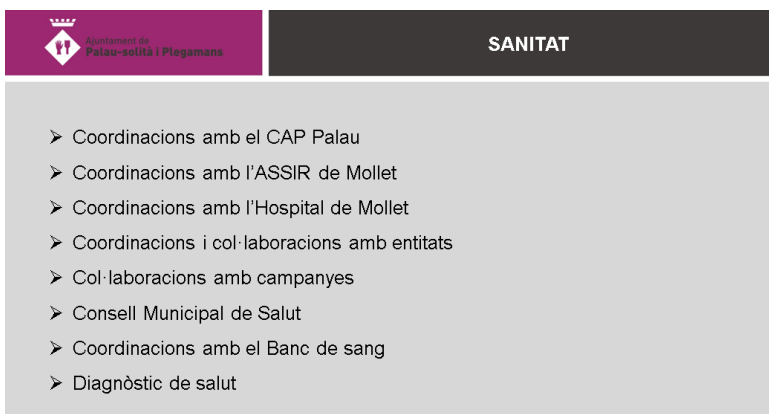 Ajuntament de
Palau-solità i Plegamans
SANITAT
Coordinacions amb el CAP Palau
Coordinacions amb l'ASSIR de Mollet
Coordinacions amb l'Hospital de Mollet
Coordinacions i col·laboracions amb entitats
Col·laboracions amb campanyes
Consell Municipal de Salut
Coordinacions amb el Banc de sang
Diagnòstic de salut